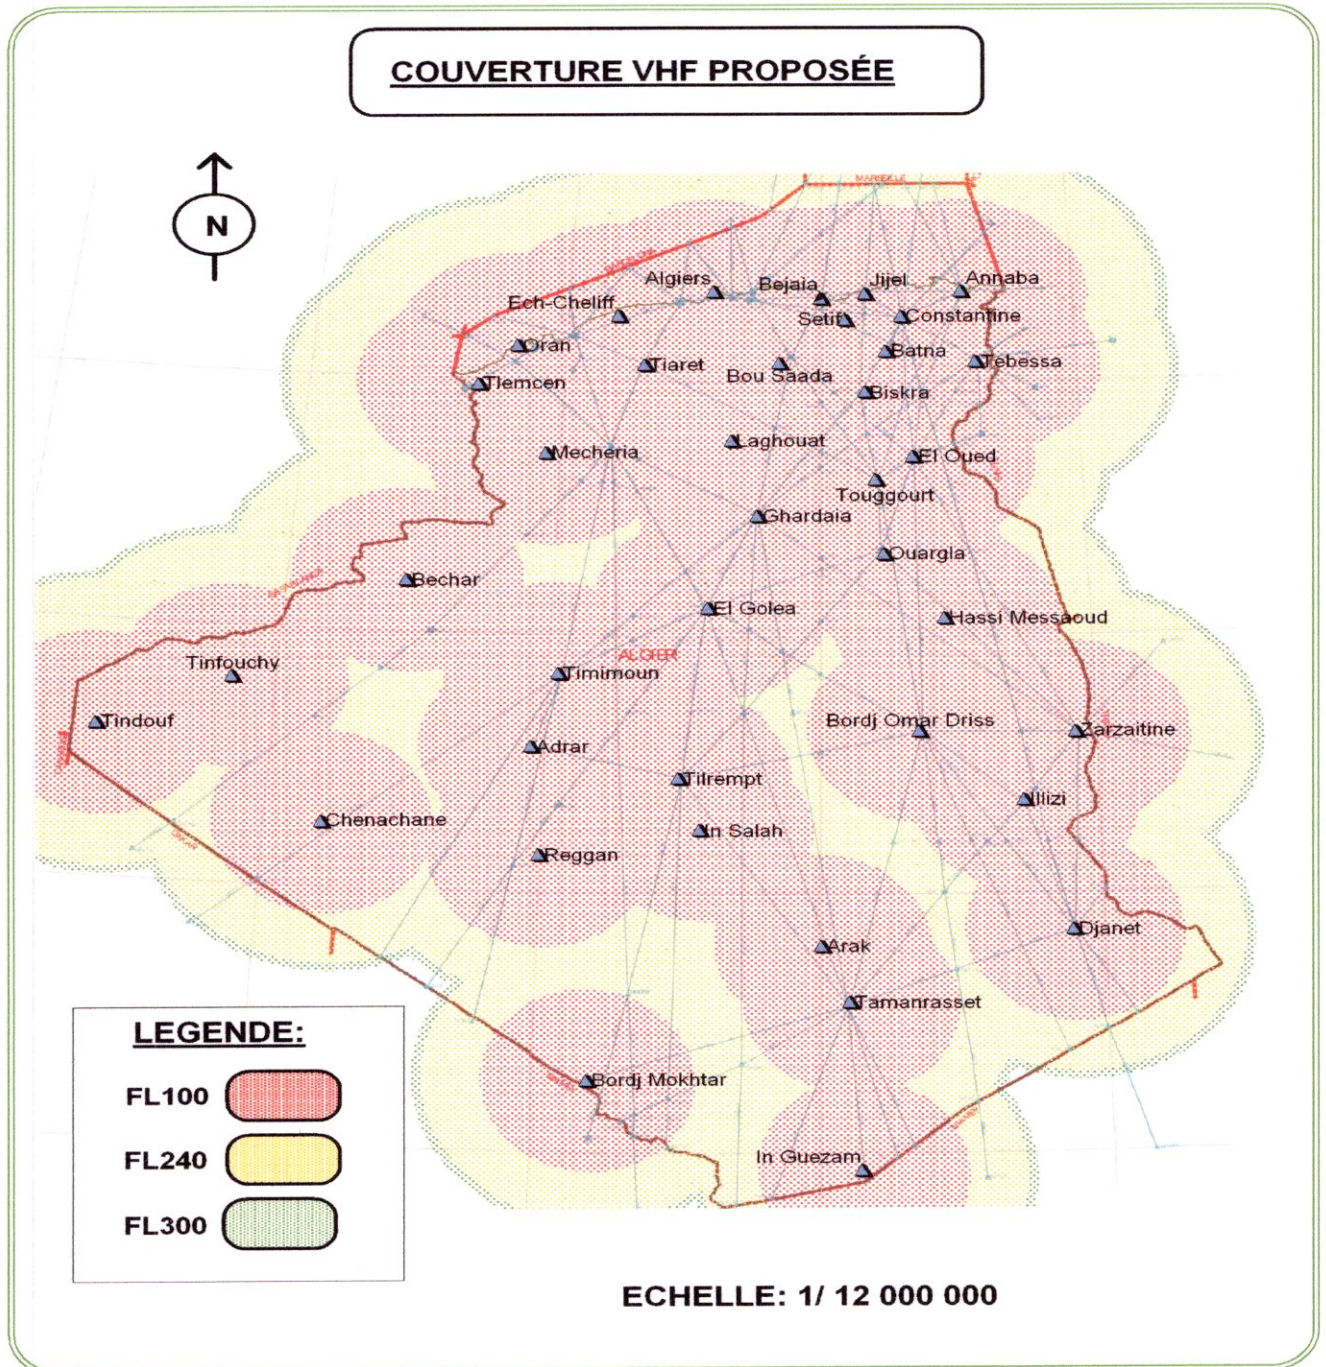 COUVERTURE VHF PROPOSÉE
N
MARSEILLE
Algiers
Bejaia
Jijel
Annaba
Ech-Cheliff
Setif
Constantine
Oran
Tiaret
Bou Saada
Batna
Tebessa
Tlemcen
Biskra
Mecheria
Laghouat
El Oued
Touggourt
Ghardaia
Ouargla
Bechar
El Golea
Hassi Messaoud
ALGER
Tinfouchy
Timimoun
Tindouf
Bordj Omar Driss
Zarzaitine
Adrar
Tilrempt
Illizi
Chenachane
In Salah
Reggan
Djanet
Arak
Tamanrasset
Bordj Mokhtar
In Guezam
LEGENDE:
FL100
FL240
FL300
ECHELLE: 1/ 12 000 000